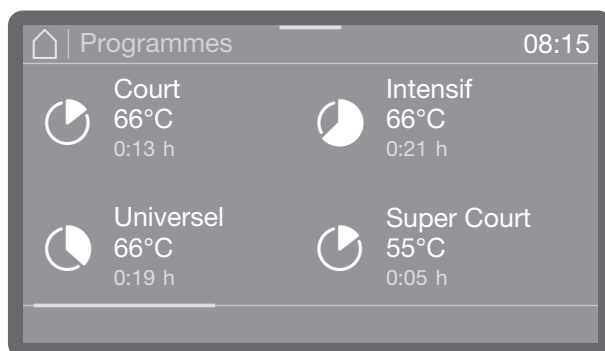 Programmes
08:15
Court
66°C
0:13 h
Intensif
66°C
0:21 h
Universel
66°C
0:19 h
Super Court
55°C
0:05 h